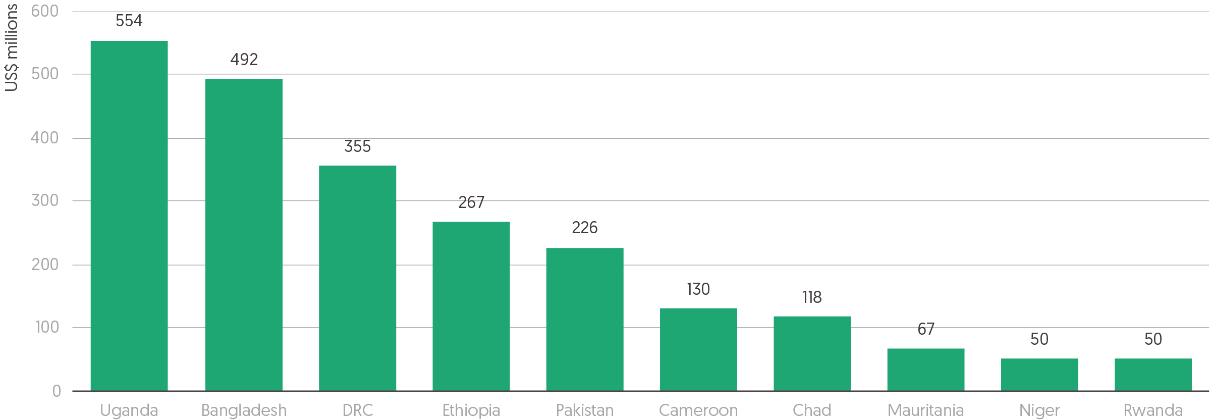 US$ millions
600
500
400
300
200
100
0
554
492
355
267
226
130
118
67
50
50
Uganda
Bangladesh
DRC
Ethiopia
Pakistan
Cameroon
Chad
Mauritania
Niger
Rwanda